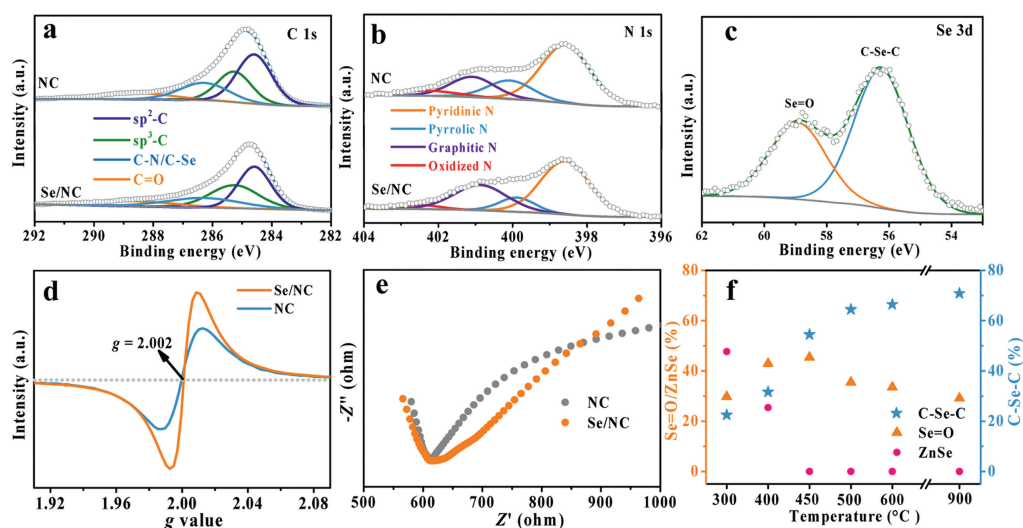 a
C 1s
NC
sp²-C
sp³-C
C-N/C-Se
C=O
Se/NC
Intensity (a.u.)
292 290 288 286 284 282
Binding energy (eV)
b
N 1s
NC
Pyridinic N
Pyrrolic N
Graphitic N
Oxidized N
Se/NC
Intensity (a.u.)
404 402 400 398 396
Binding energy (eV)
c
Se 3d
C-Se-C
Se=O
Intensity (a.u.)
62 59 56 53
Binding energy (eV)
d
Se/NC
NC
g = 2.002
Intensity (a.u.)
1.92 1.96 2.00 2.04 2.08
g value
e
NC
Se/NC
-Z'' (ohm)
500 600 700 800 900 1000
Z' (ohm)
f
80
60
40
20
0
Se=O/ZnSe (%)
C-Se-C
Se=O
ZnSe
80
60
40
20
0
C-Se-C (%)
300 400 450 500 600 900
Temperature (°C)